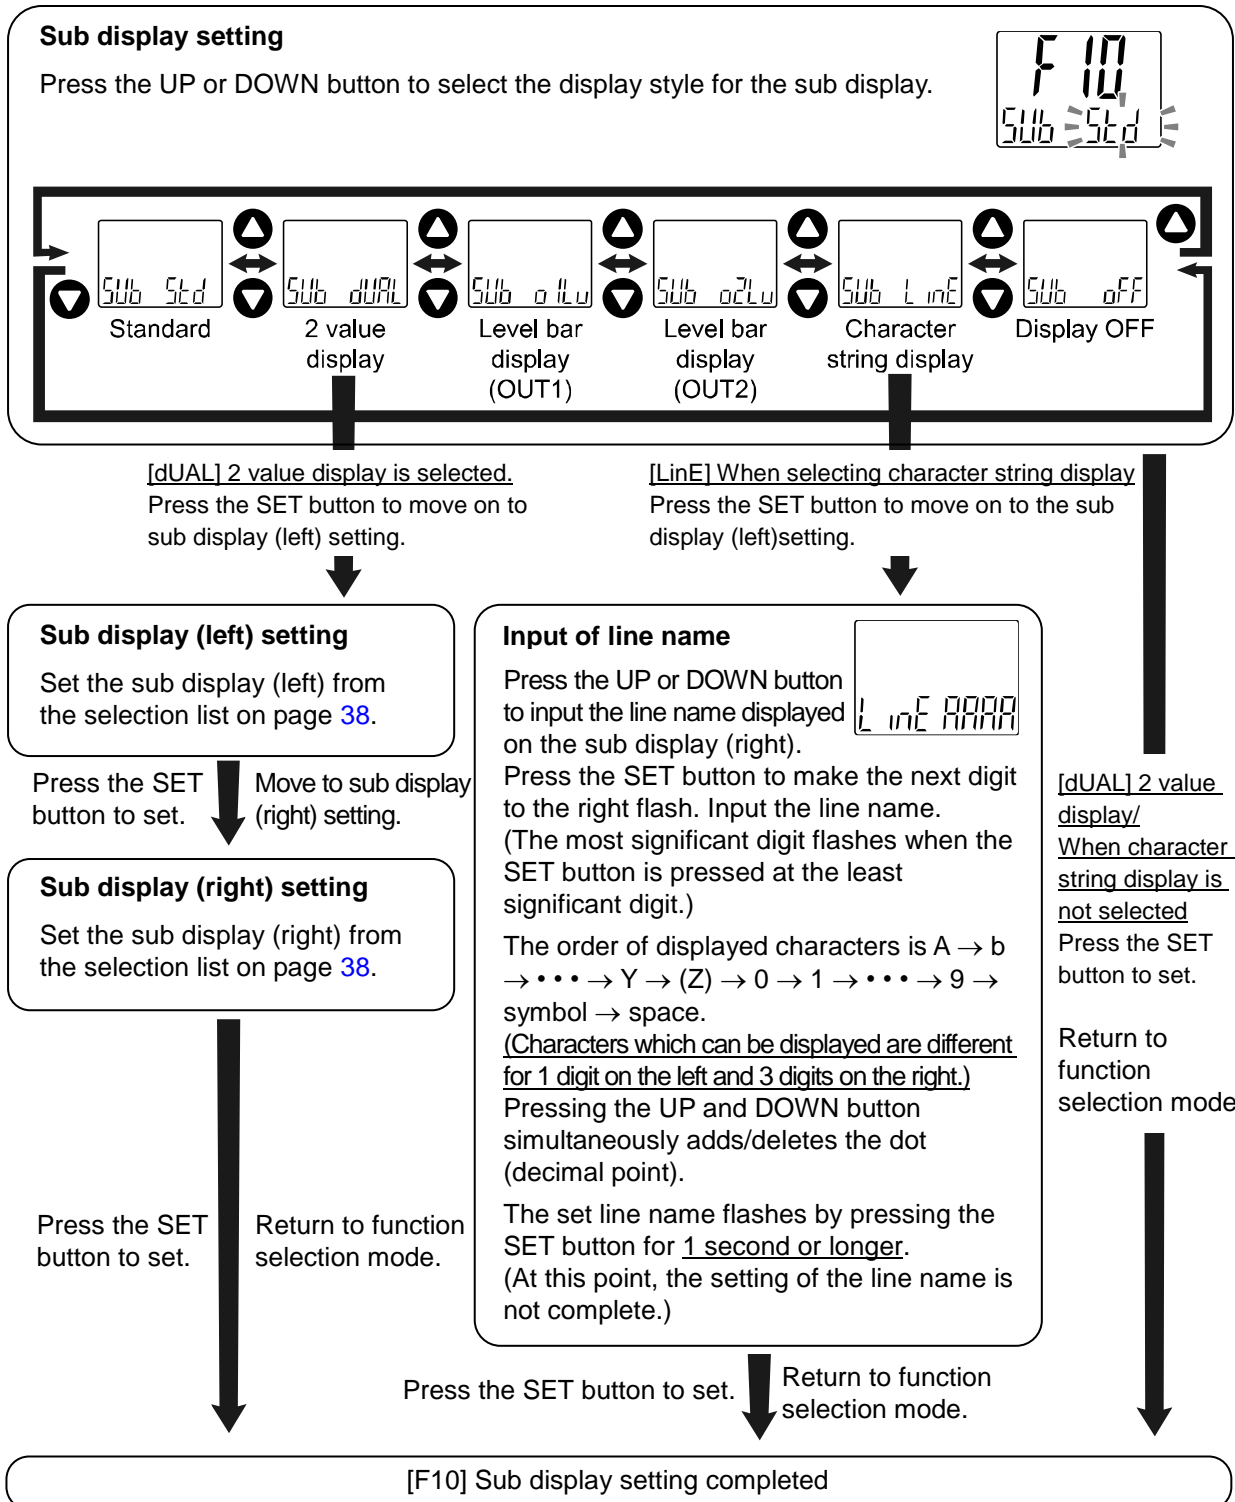 Sub display setting
Press the UP or DOWN button to select the display style for the sub display.
F 10
SUb Std
SUb Std
SUb dUAL
SUb o1Lu
SUb o2Lu
SUb LinE
SUb oFF
Standard
2 value
display
Level bar
display
(OUT1)
Level bar
display
(OUT2)
Character
string display
Display OFF
[dUAL] 2 value display is selected.
Press the SET button to move on to
sub display (left) setting.
[LinE] When selecting character string display
Press the SET button to move on to the sub
display (left)setting.
Sub display (left) setting
Set the sub display (left) from
the selection list on page 38.
Press the SET
button to set.
Move to sub display
(right) setting.
Sub display (right) setting
Set the sub display (right) from
the selection list on page 38.
Press the SET
button to set.
Return to function
selection mode.
Input of line name
Press the UP or DOWN button
to input the line name displayed
on the sub display (right).
LinE AAAA
Press the SET button to make the next digit
to the right flash. Input the line name.
(The most significant digit flashes when the
SET button is pressed at the least
significant digit.)
The order of displayed characters is A → b
→ • • • → Y → (Z) → 0 → 1 → • • • → 9 →
symbol → space.
(Characters which can be displayed are different
for 1 digit on the left and 3 digits on the right.)
Pressing the UP and DOWN button
simultaneously adds/deletes the dot
(decimal point).
The set line name flashes by pressing the
SET button for 1 second or longer.
(At this point, the setting of the line name is
not complete.)
Press the SET button to set.
Return to function
selection mode.
[dUAL] 2 value
display/
When character
string display is
not selected
Press the SET
button to set.
Return to
function
selection mode
[F10] Sub display setting completed